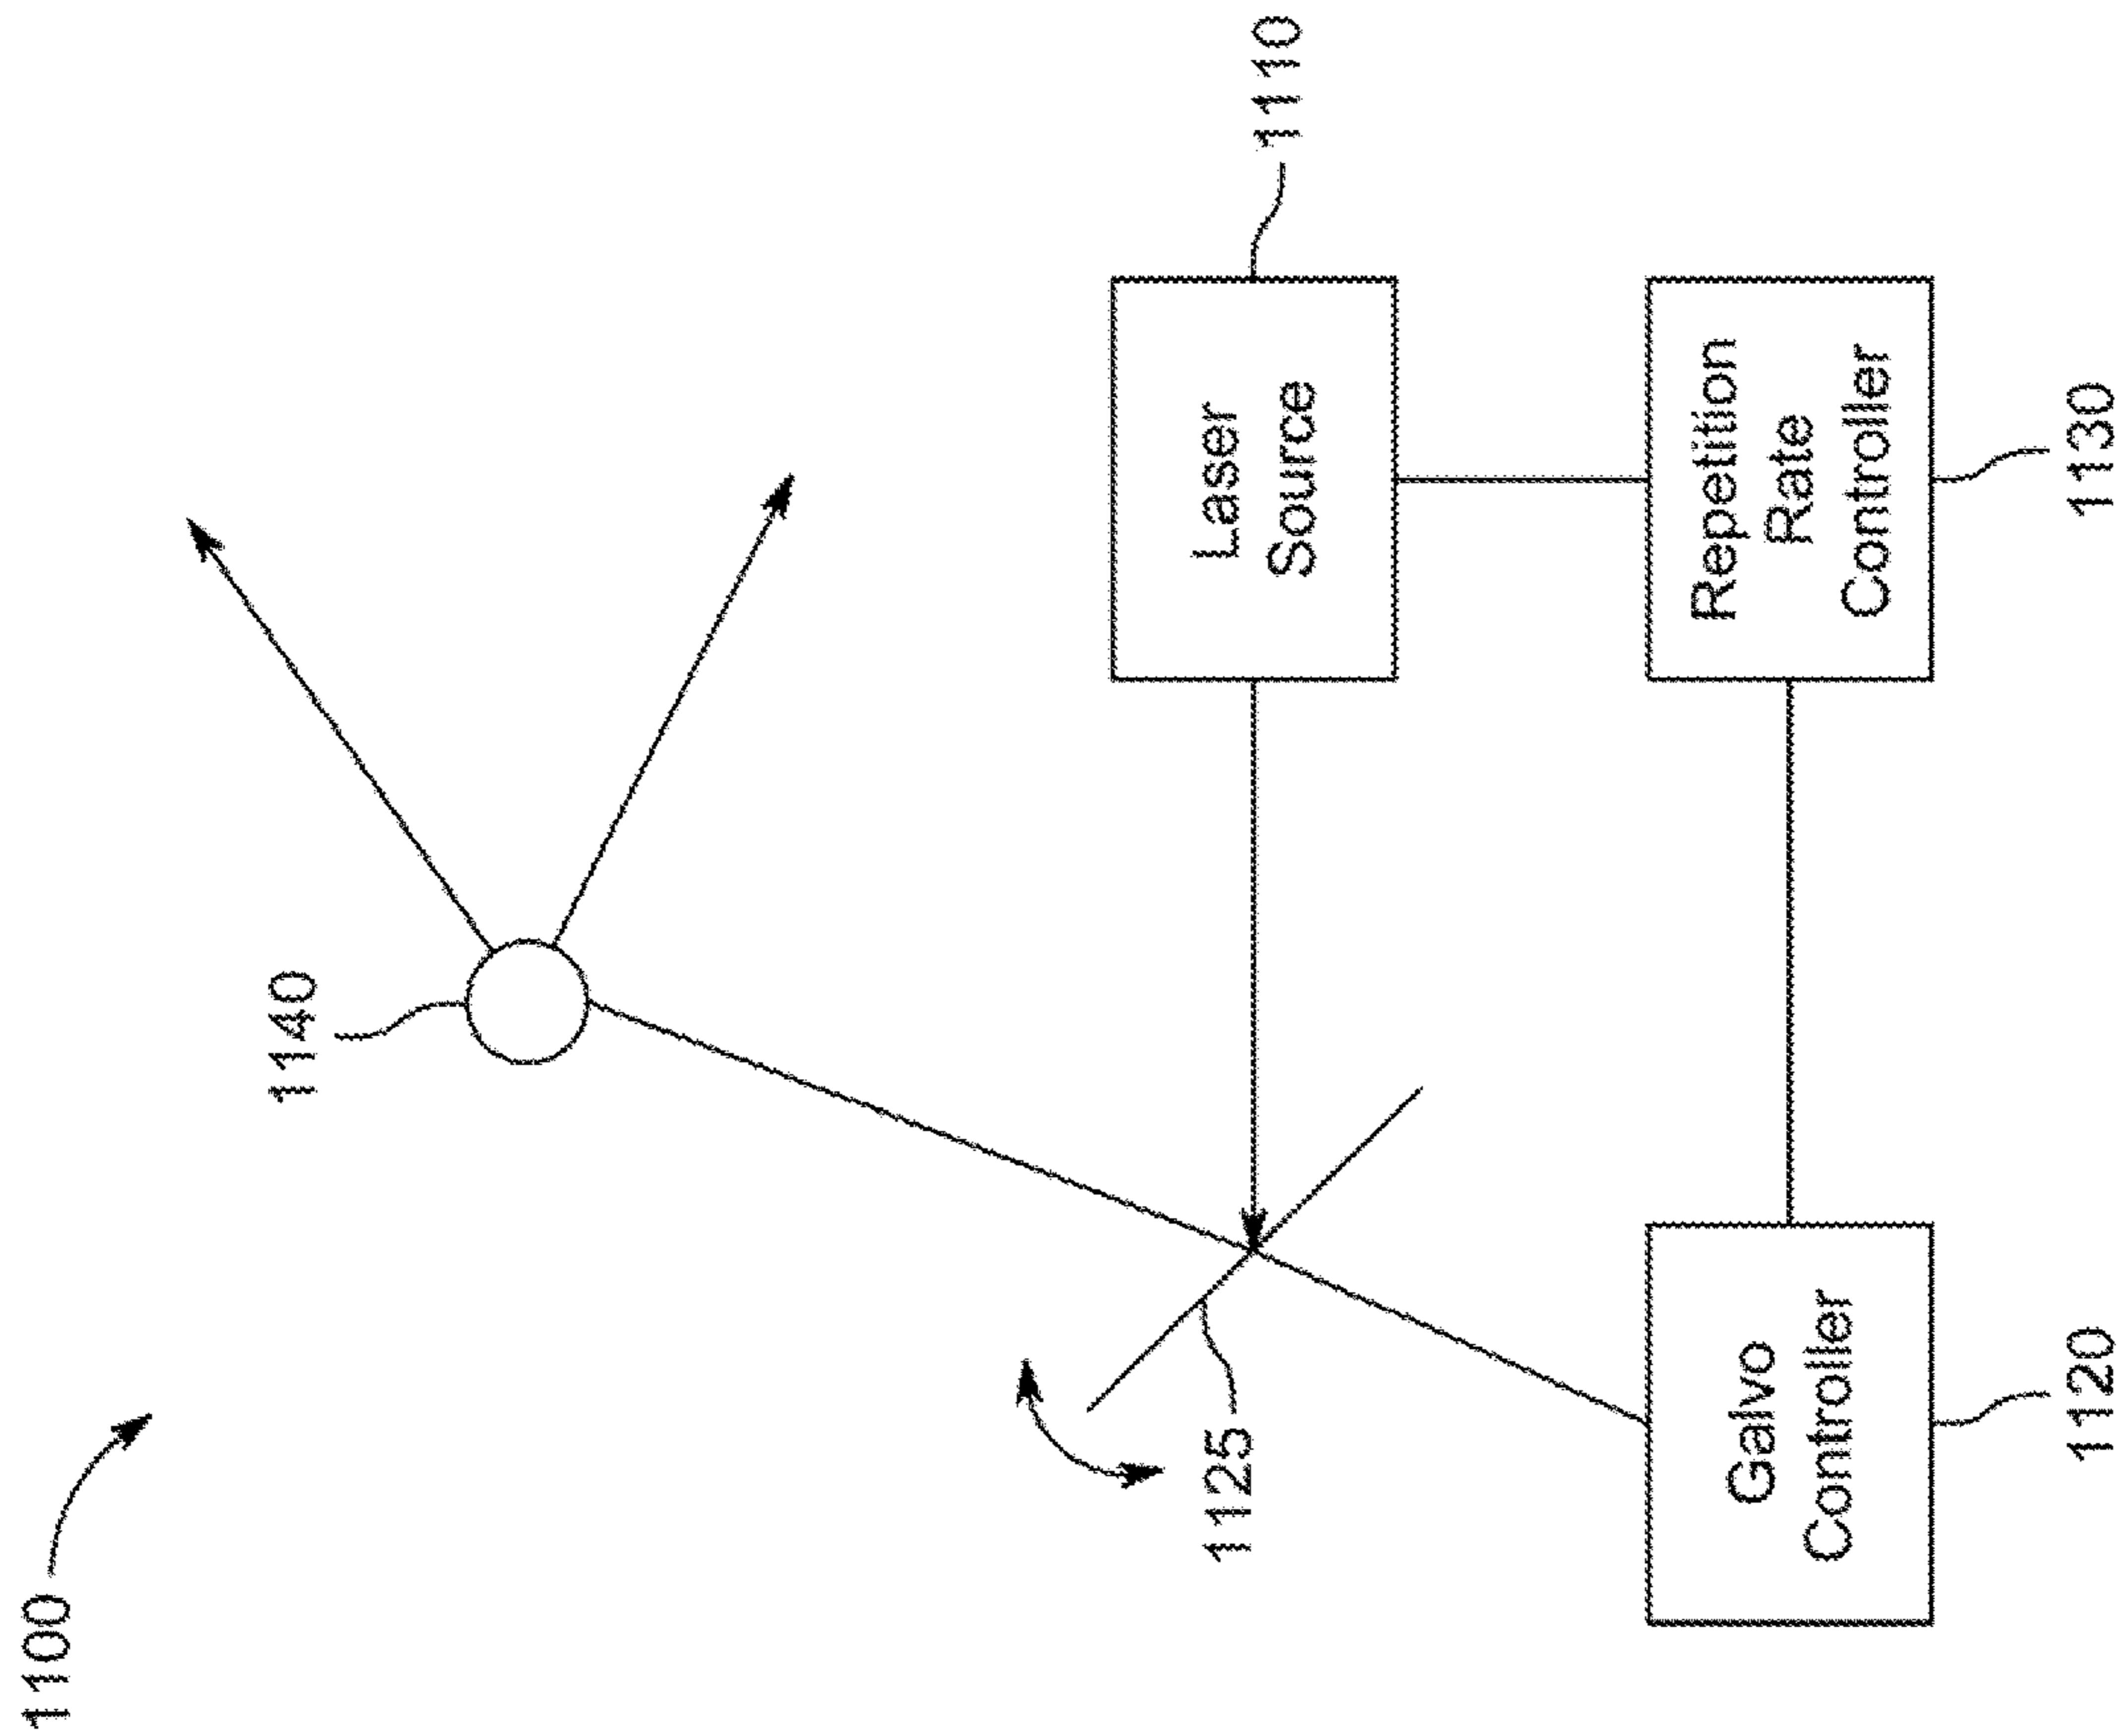 1100
1140
1125
Laser
Source
1110
Galvo
Controller
1120
Repetition
Rate
Controller
1130